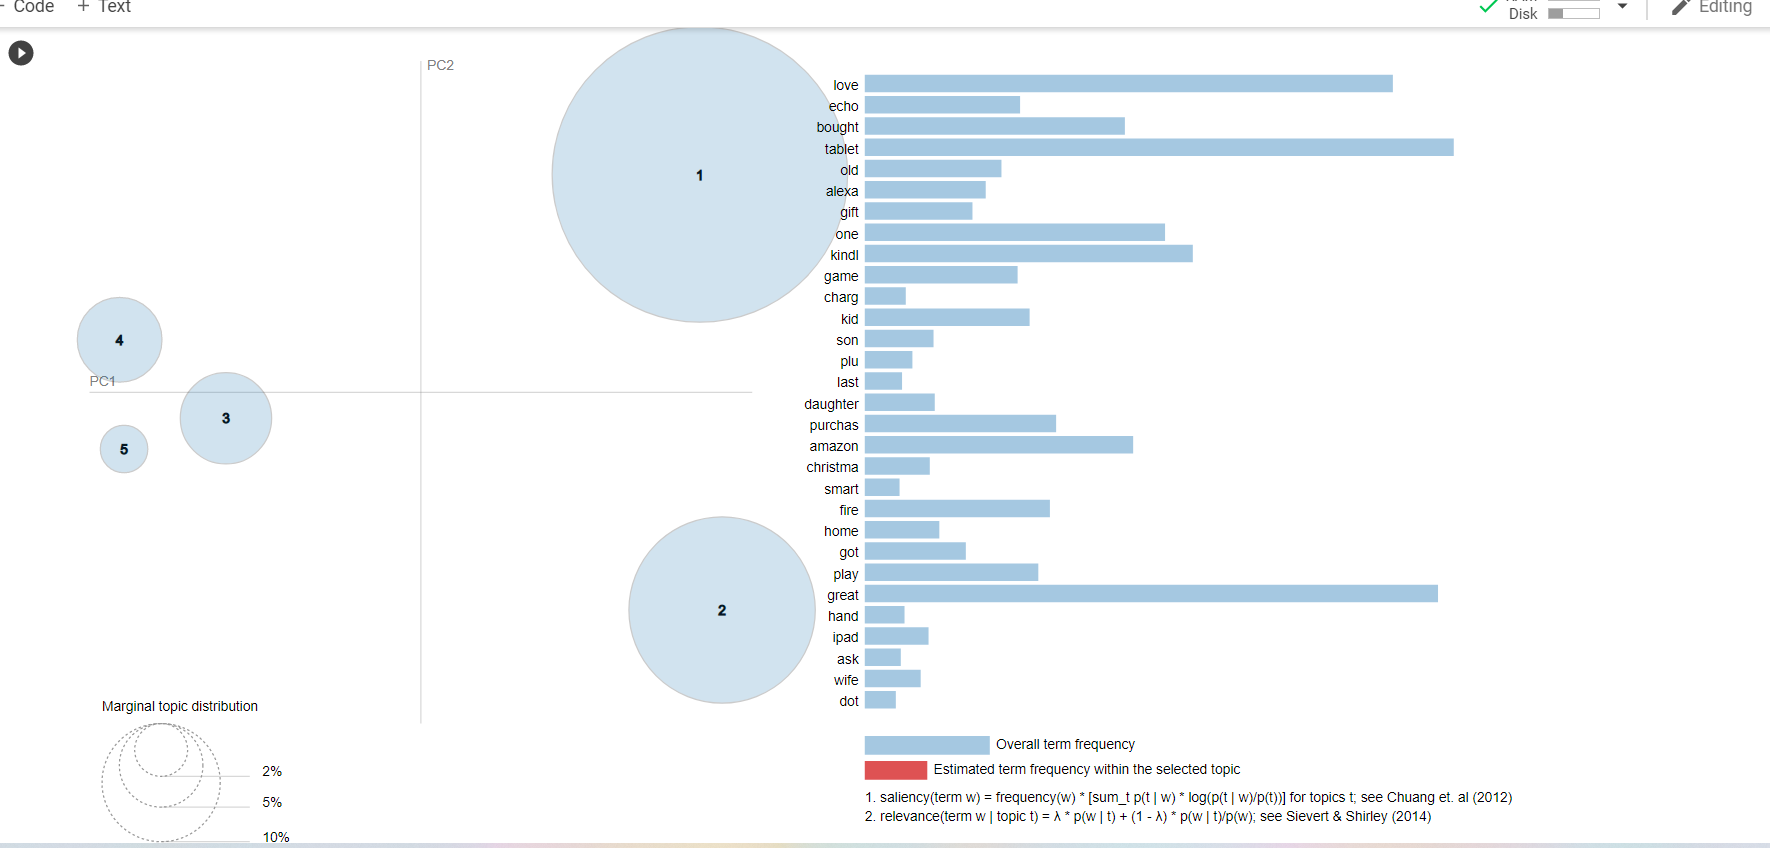 Code + Text
Disk
Editing
PC2
1
4
PC1
3
5
2
love
echo
bought
tablet
old
alexa
gift
one
kindl
game
charg
kid
son
plu
last
daughter
purchas
amazon
christma
smart
fire
home
got
play
great
hand
ipad
ask
wife
dot
Marginal topic distribution
2%
5%
10%
Overall term frequency
Estimated term frequency within the selected topic
1. saliency(term w) = frequency(w) * [sum_t p(t | w) * log(p(t | w)/p(t))] for topics t; see Chuang et. al (2012)
2. relevance(term w | topic t) = λ * p(w | t) + (1 - λ) * p(w | t)/p(w); see Sievert & Shirley (2014)